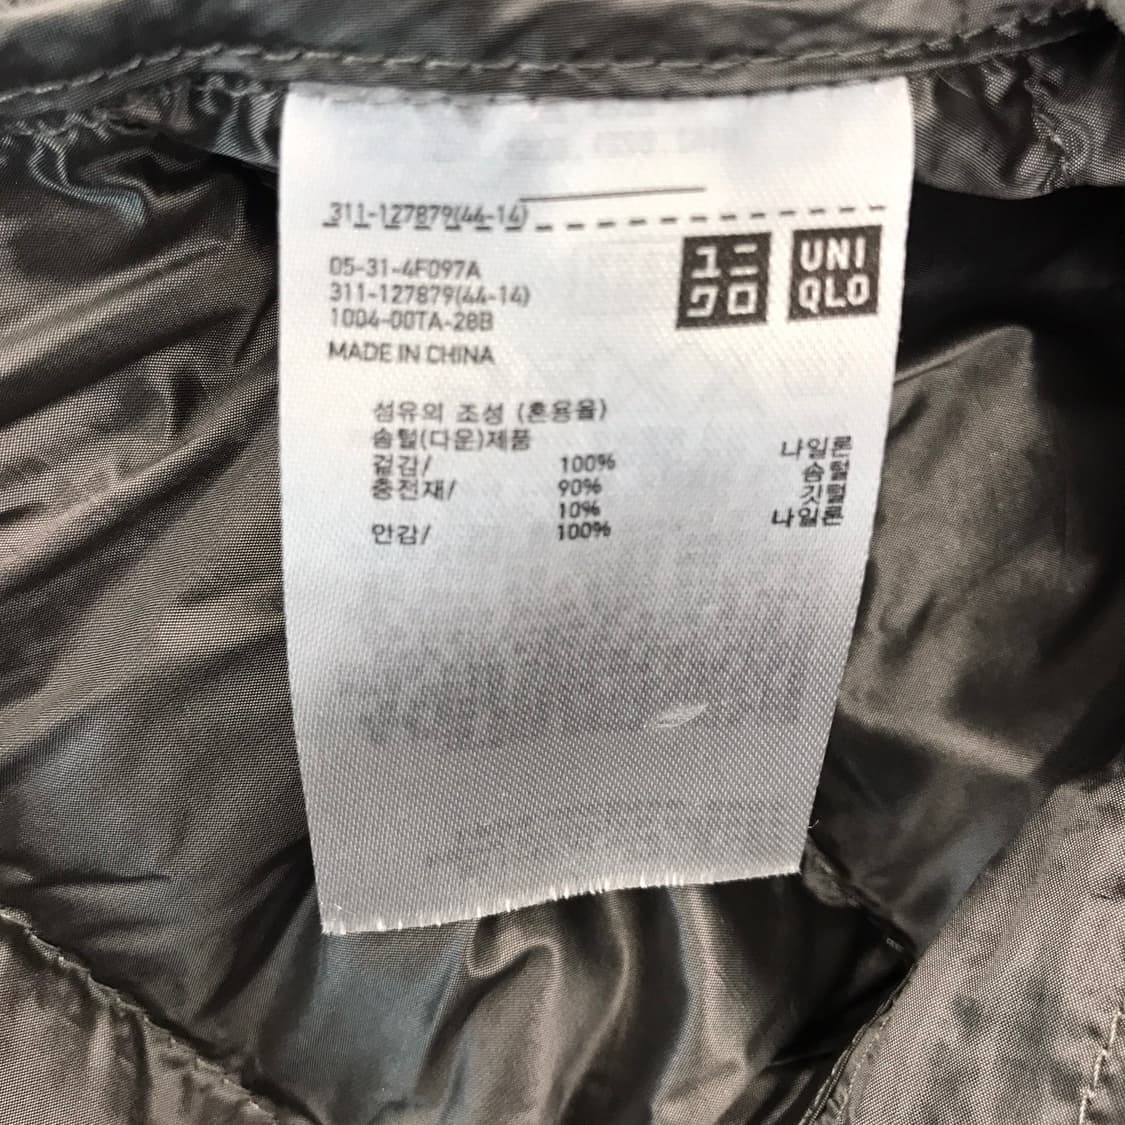 311-127879(44-14)
ユニ
クロ
UNI
QLO
05-31-4F097A
311-127879(44-14)
1004-00TA-28B
MADE IN CHINA
섬유의 조성 (혼용율)
솜털(다운)제품
겉감/ 100% 나일론
충전재/ 90% 솜털
10% 깃털
안감/ 100% 나일론